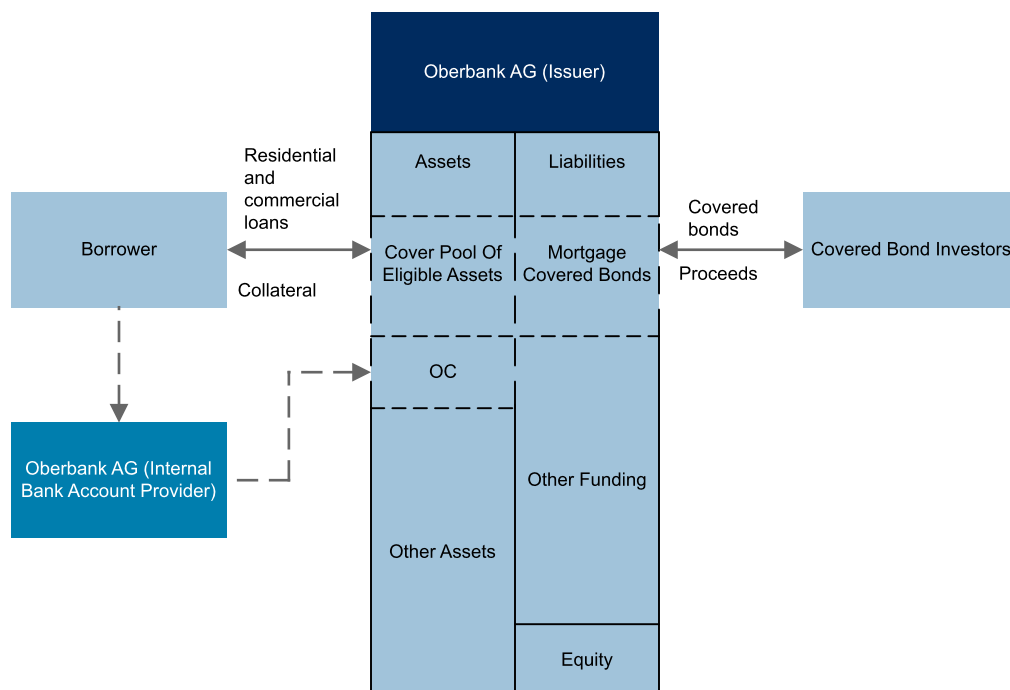 Oberbank AG (Issuer)
Assets
Liabilities
Residential
and
commercial
loans
Borrower
Collateral
Cover Pool Of
Eligible Assets
Mortgage
Covered Bonds
Covered
bonds
Proceeds
Covered Bond Investors
OC
Oberbank AG (Internal
Bank Account Provider)
Other Funding
Other Assets
Equity